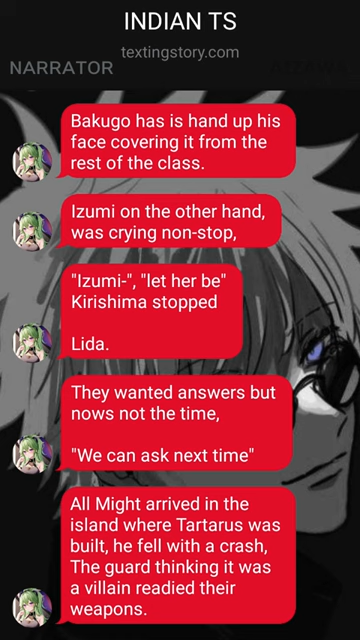 INDIAN TS
textingstory.com
NARRATOR
AIZAWA
Bakugo has is hand up his
face covering it from the
rest of the class.
Izumi on the other hand,
was crying non-stop,
"Izumi-", "let her be"
Kirishima stopped
Lida.
They wanted answers but
nows not the time,
"We can ask next time"
All Might arrived in the
island where Tartarus was
built, he fell with a crash,
The guard thinking it was
a villain readied their
weapons.